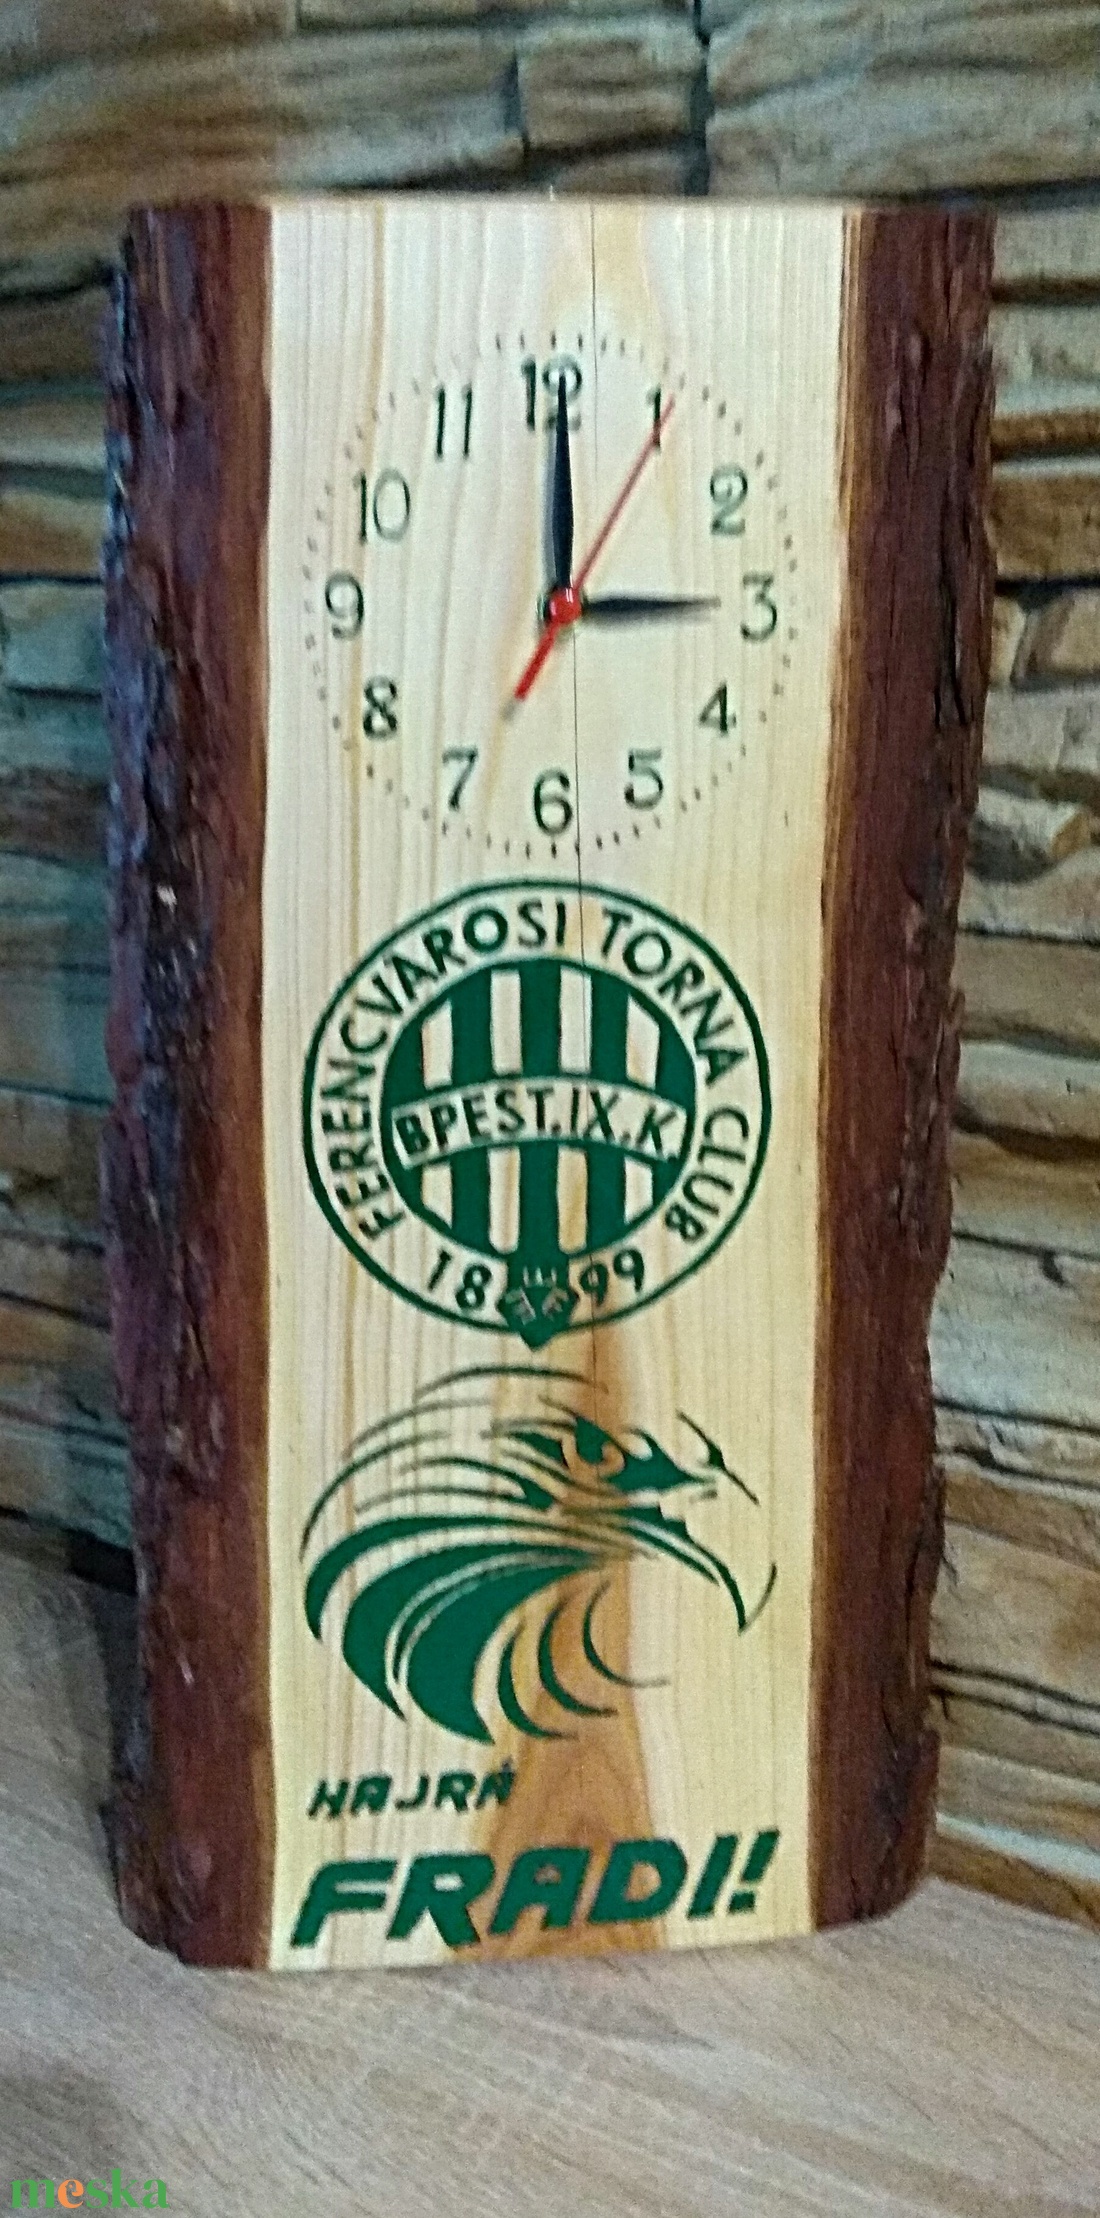 12
1
2
3
4
5
6
7
8
9
10
11
FERENCVÁROSI TORNA CLUB
BPEST.IX.K.
1899
HAJRÁ
FRADI!
meska